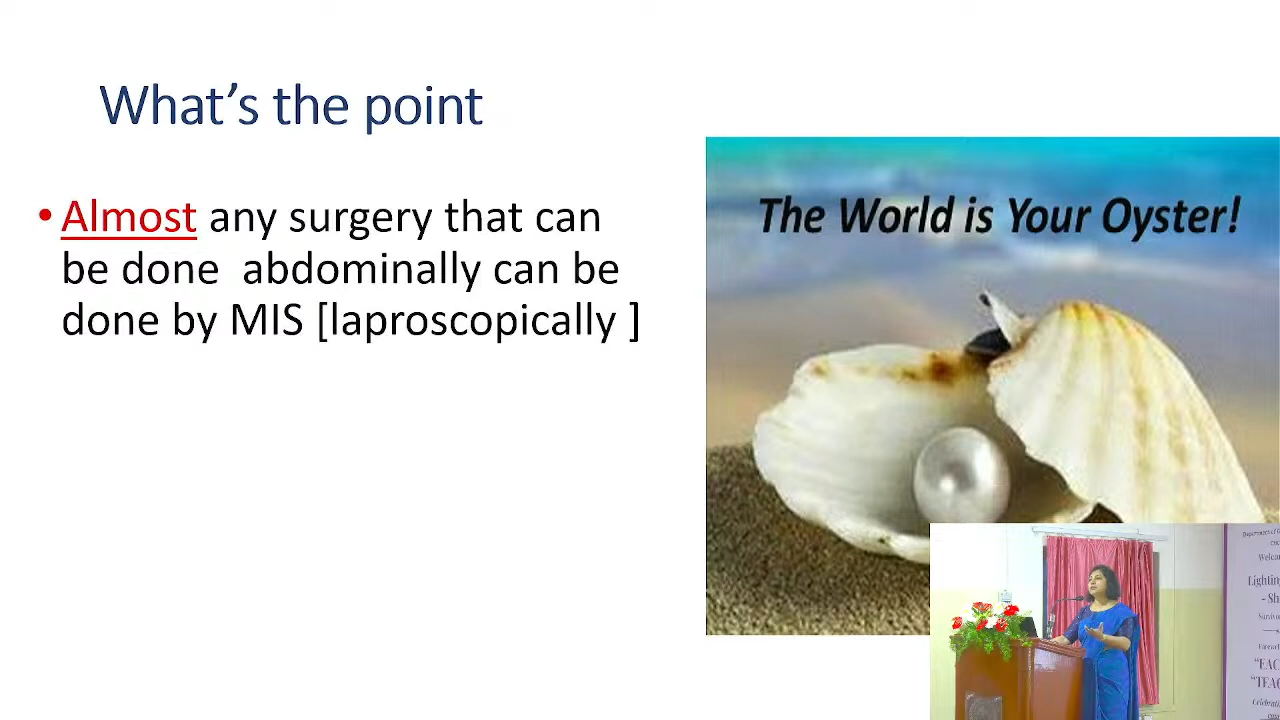 What's the point
• Almost any surgery that can
be done abdominally can be
done by MIS [laproscopically ]
The World is Your Oyster!
Lighting